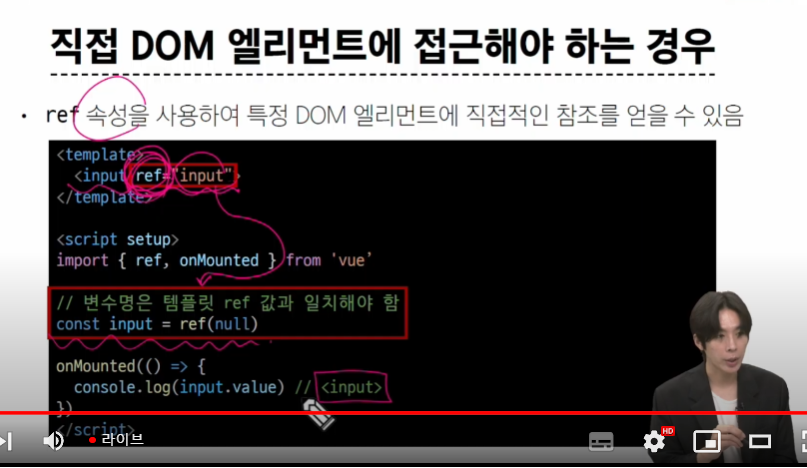 직접 DOM 엘리먼트에 접근해야 하는 경우
• ref 속성을 사용하여 특정 DOM 엘리먼트에 직접적인 참조를 얻을 수 있음
<template>
<input ref="input">
</template>
<script setup>
import { ref, onMounted } from 'vue'
// 변수명은 템플릿 ref 값과 일치해야 함
const input = ref(null)
onMounted(() => {
console.log(input.value) // <input>
})
</script>
라이브
HD